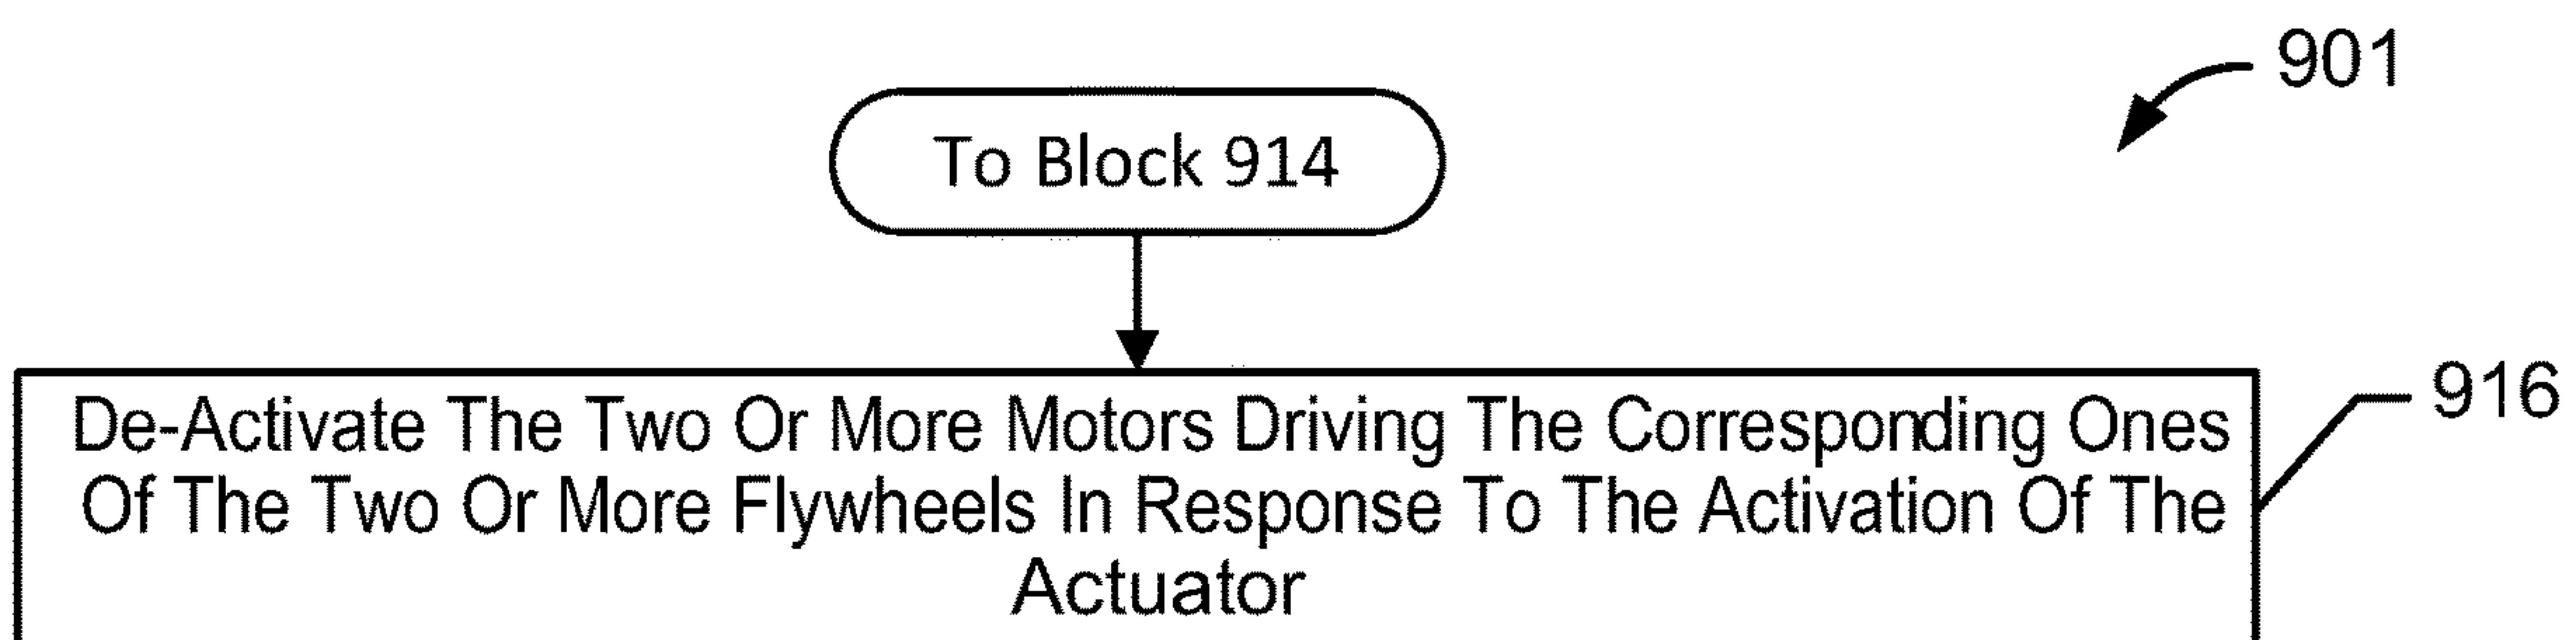 901
To Block 914
De-Activate The Two Or More Motors Driving The Corresponding Ones
Of The Two Or More Flywheels In Response To The Activation Of The
Actuator
916